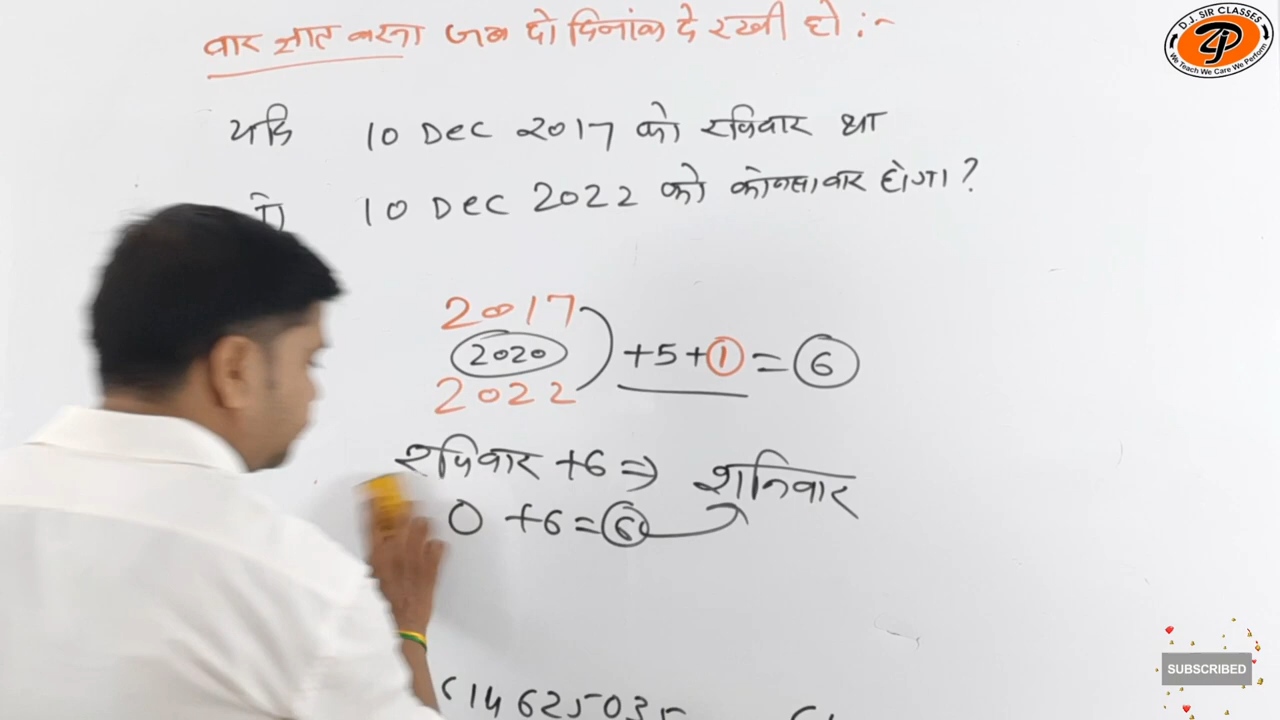 वार ज्ञात करना जब दो दिनांक दे रखी हो :-
यदि 10 Dec 2017 को रविवार था
तो 10 Dec 2022 को कोनसा वार होगा?
2017
2020 +5+1=6
2022
रविवार +6 ⇒ शनिवार
0 +6=6
D.J. SIR CLASSES
We Teach We Care We Perform
SUBSCRIBED